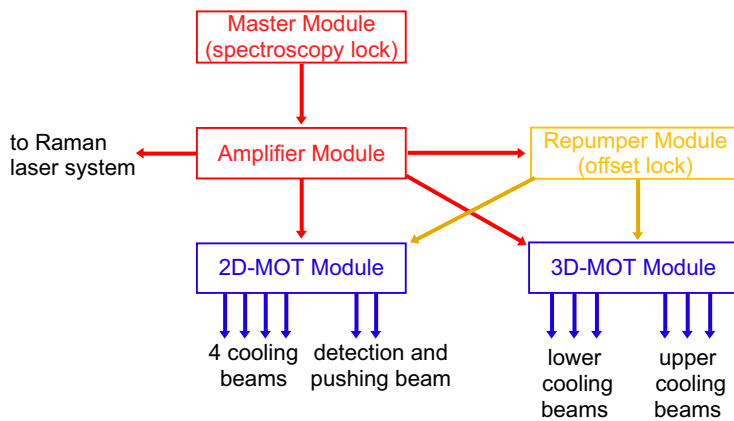 Master Module
(spectroscopy lock)
to Raman
laser system
Amplifier Module
Repumper Module
(offset lock)
2D-MOT Module
3D-MOT Module
4 cooling
beams
detection and
pushing beam
lower
cooling
beams
upper
cooling
beams